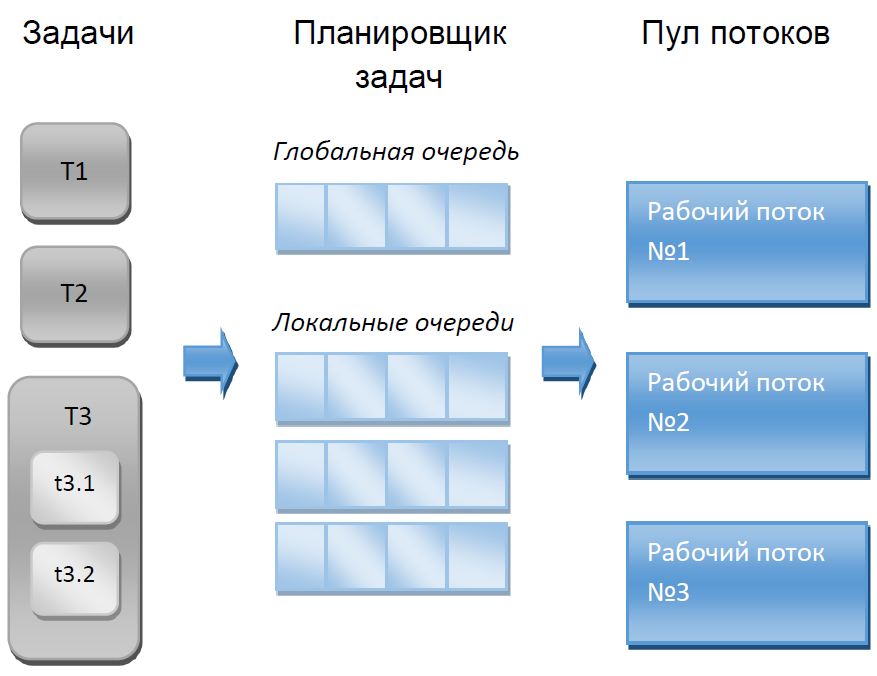 Задачи
Планировщик
задач
Пул потоков
T1
T2
T3
t3.1
t3.2
Глобальная очередь
Локальные очереди
Рабочий поток
№1
Рабочий поток
№2
Рабочий поток
№3